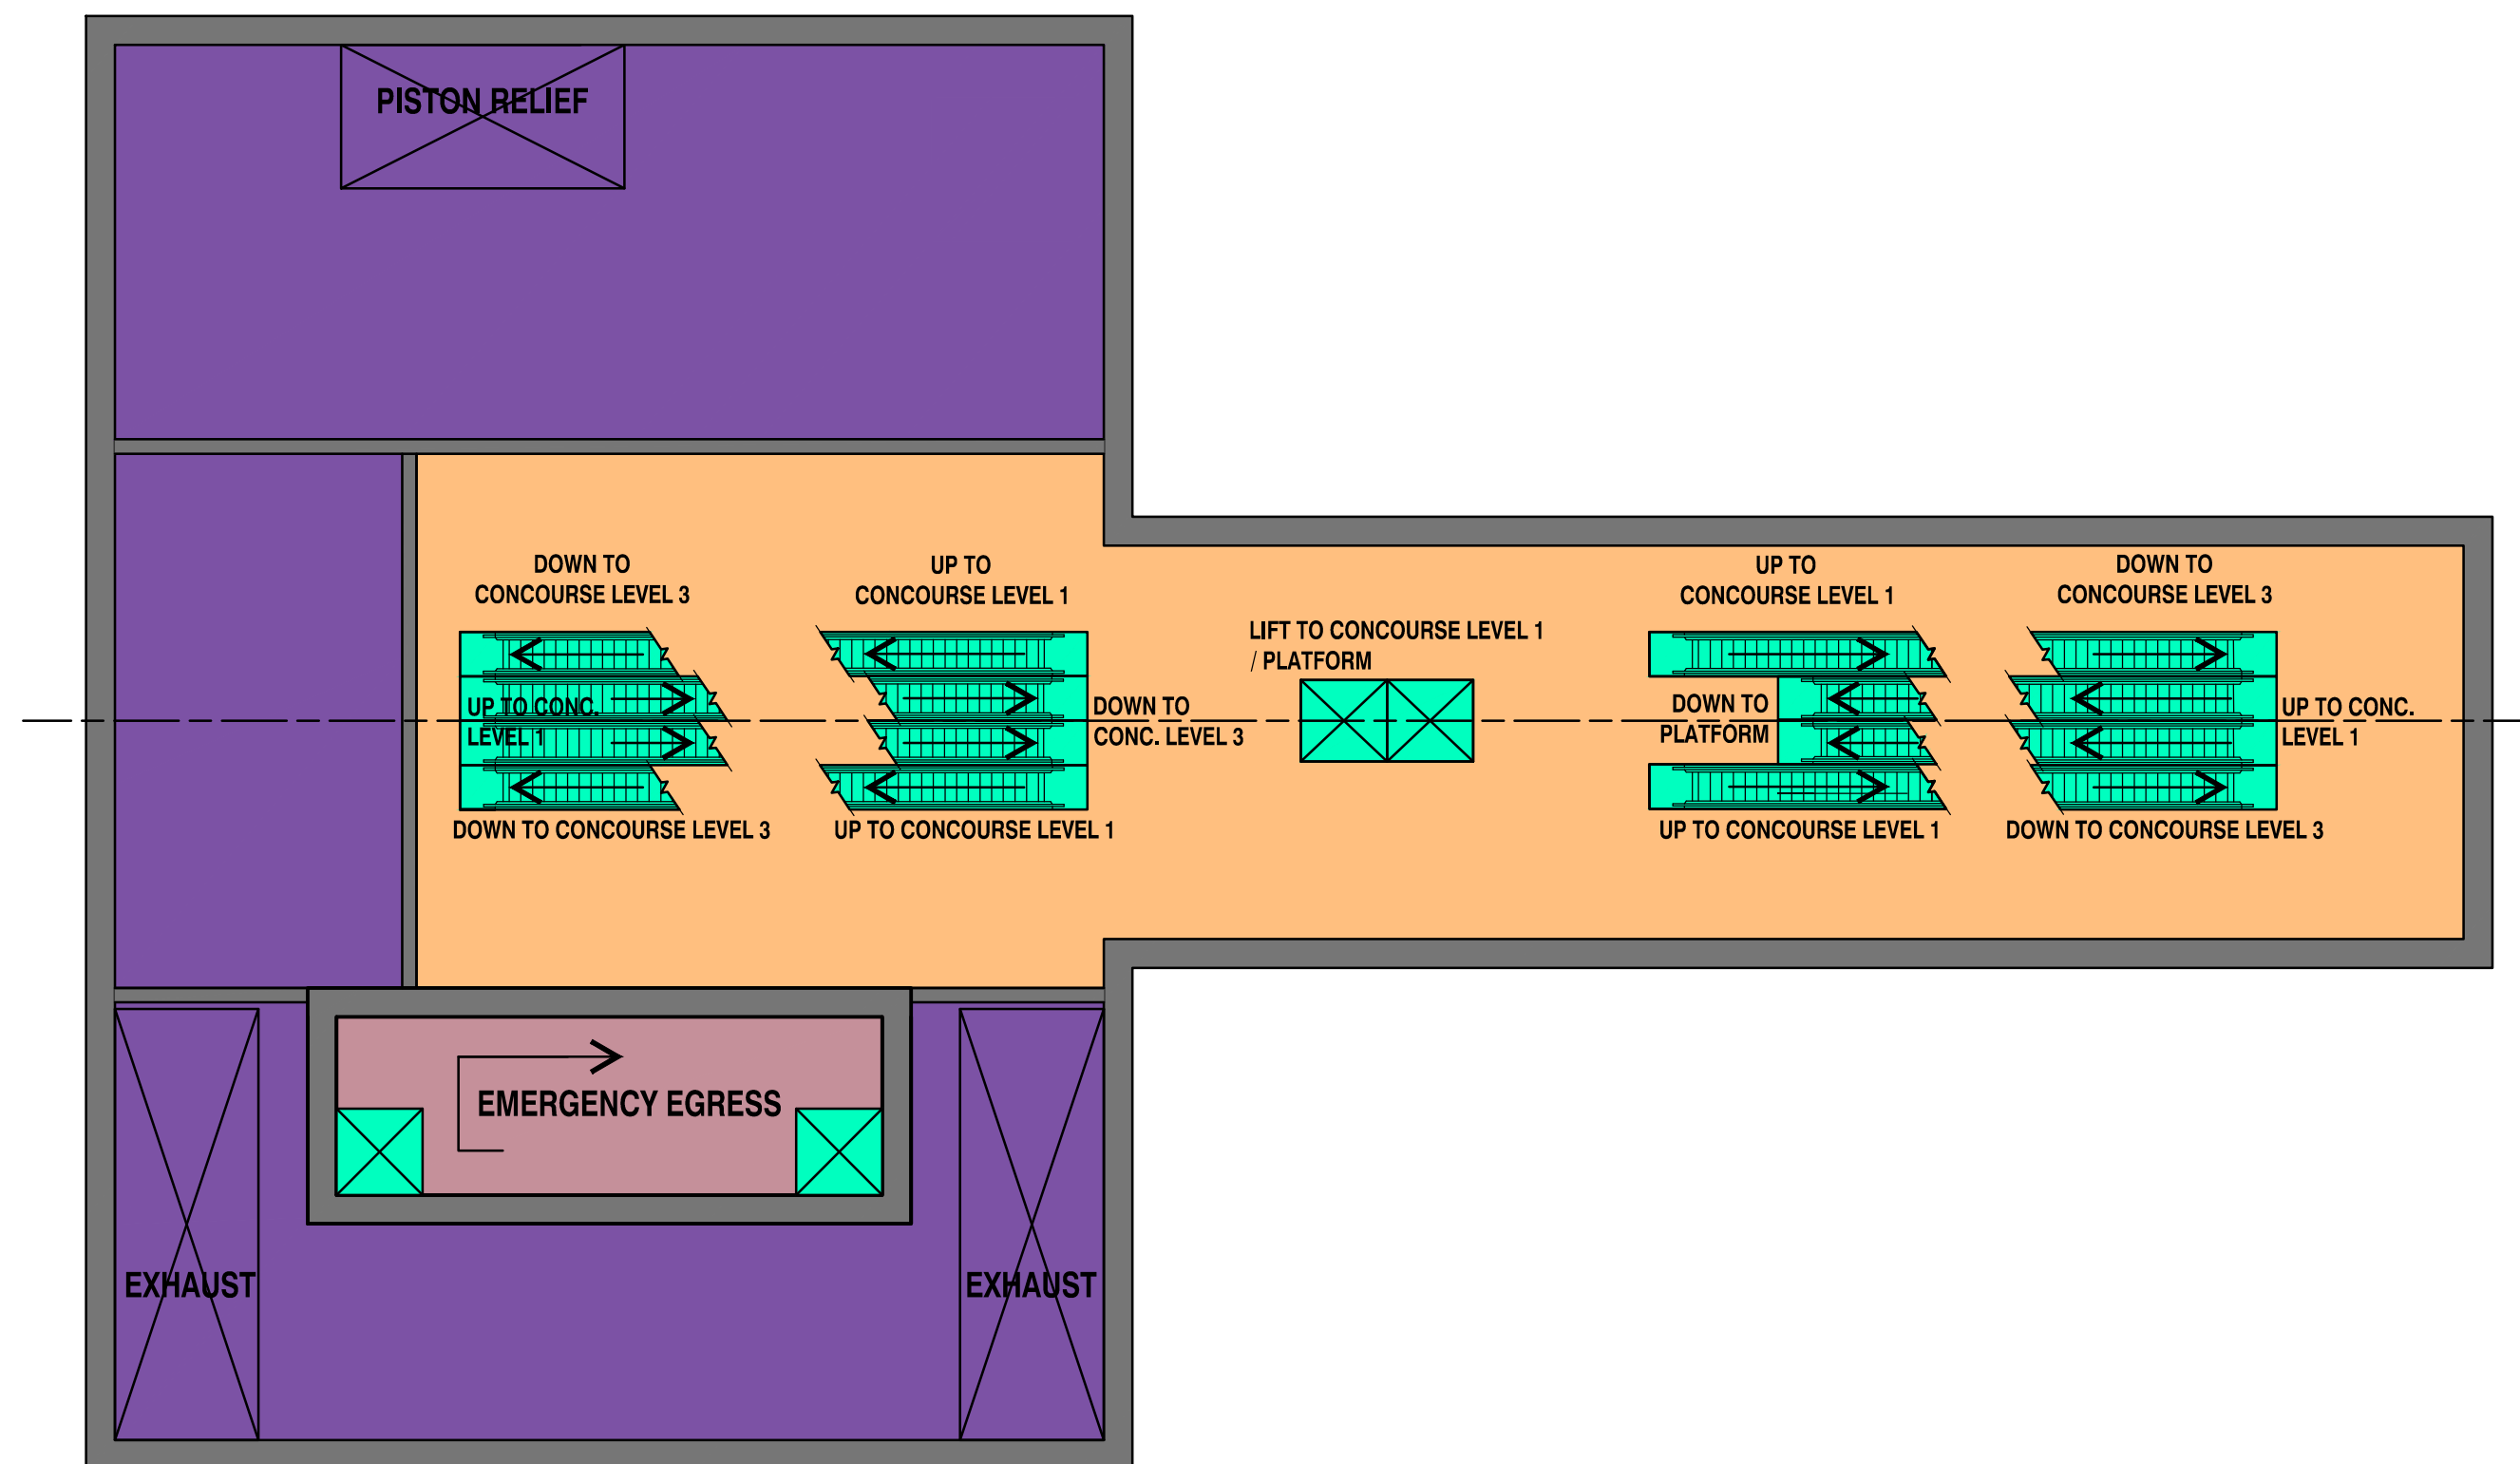 PISTON RELIEF
DOWN TO
CONCOURSE LEVEL 3
UP TO
CONCOURSE LEVEL 1
UP TO
CONCOURSE LEVEL 1
DOWN TO
CONCOURSE LEVEL 3
LIFT TO CONCOURSE LEVEL 1
/ PLATFORM
UP TO CONC.
LEVEL 1
DOWN TO
CONC. LEVEL 3
DOWN TO
PLATFORM
UP TO CONC.
LEVEL 1
DOWN TO CONCOURSE LEVEL 3
UP TO CONCOURSE LEVEL 1
UP TO CONCOURSE LEVEL 1
DOWN TO CONCOURSE LEVEL 3
EMERGENCY EGRESS
EXHAUST
EXHAUST